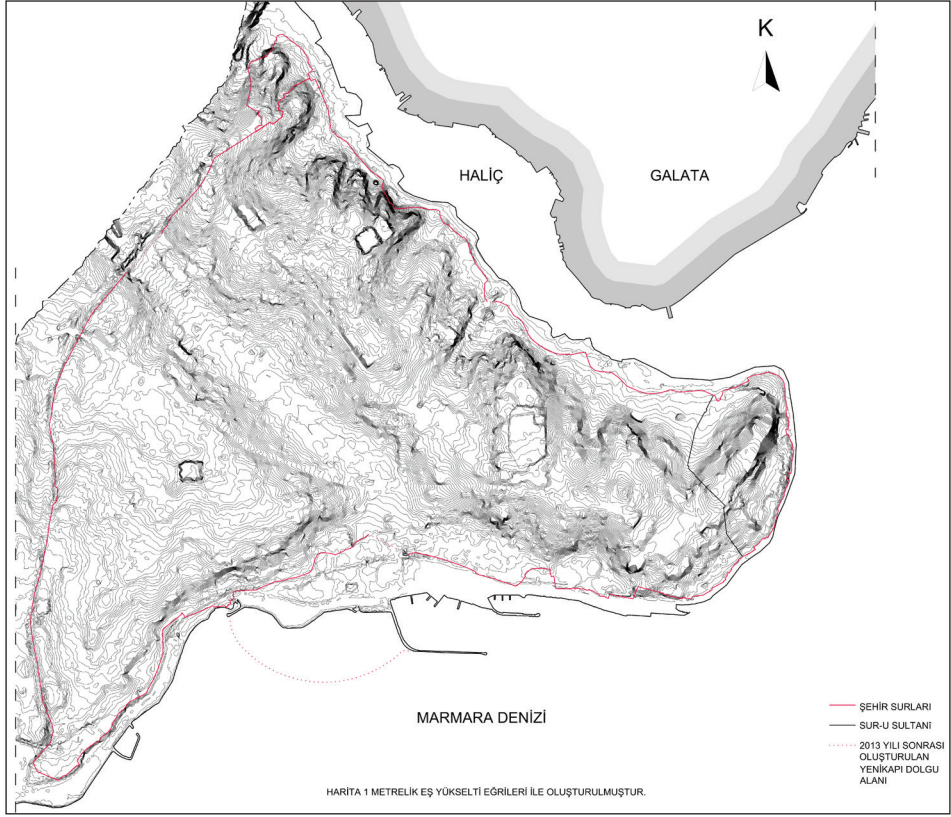 K
HALİÇ
GALATA
MARMARA DENİZİ
ŞEHİR SURLARI
SUR-U SULTANİ
2013 YILI SONRASI
OLUŞTURULAN
YENİKAPI DOLGU
ALANI
HARİTA 1 METRELİK EŞ YÜKSELTİ EĞRİLERİ İLE OLUŞTURULMUŞTUR.